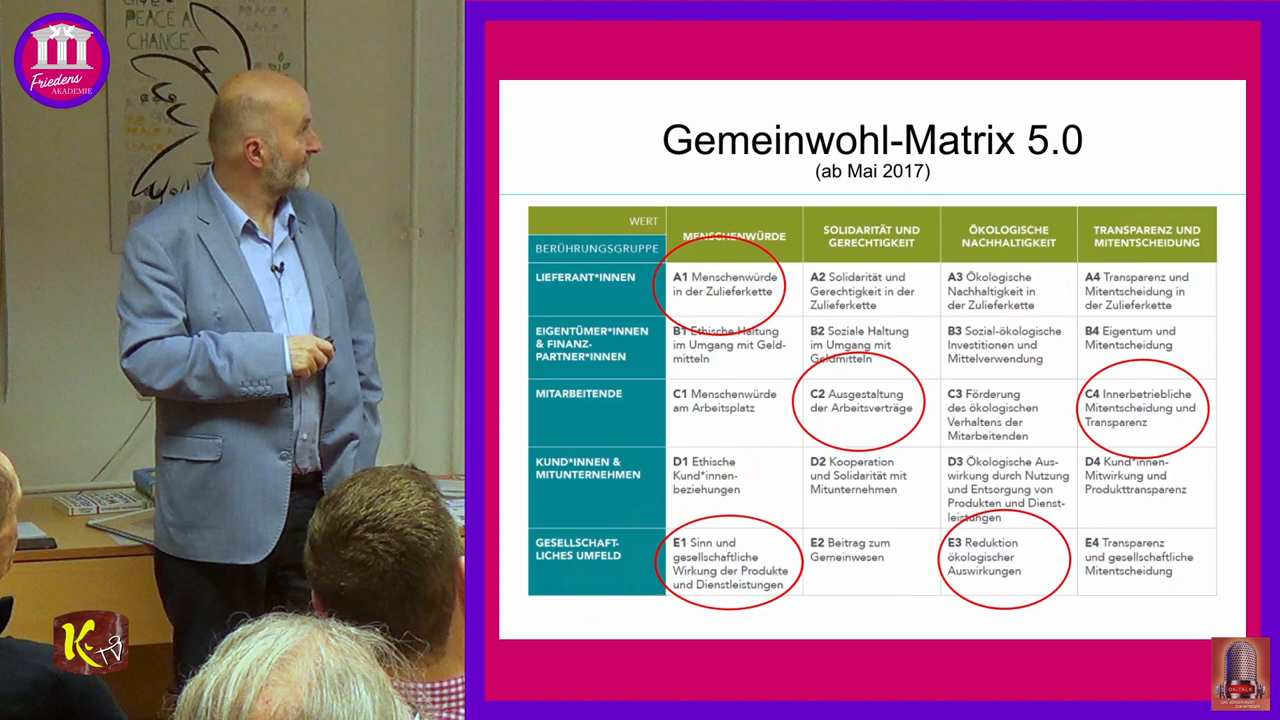 GIVE
PEACE A
CHANCE
Friedens
AKADEMIE
K
TV
Gemeinwohl-Matrix 5.0
(ab Mai 2017)
WERT
BERÜHRUNGSGRUPPE
MENSCHENWÜRDE
SOLIDARITÄT UND
GERECHTIGKEIT
ÖKOLOGISCHE
NACHHALTIGKEIT
TRANSPARENZ UND
MITENTSCHEIDUNG
LIEFERANT*INNEN
A1 Menschenwürde
in der Zulieferkette
A2 Solidarität und
Gerechtigkeit in der
Zulieferkette
A3 Ökologische
Nachhaltigkeit in
der Zulieferkette
A4 Transparenz und
Mitentscheidung in
der Zulieferkette
EIGENTÜMER*INNEN
& FINANZ-
PARTNER*INNEN
B1 Ethische Haltung
im Umgang mit Geld-
mitteln
B2 Soziale Haltung
im Umgang mit
Geldmitteln
B3 Sozial-ökologische
Investitionen und
Mittelverwendung
B4 Eigentum und
Mitentscheidung
MITARBEITENDE
C1 Menschenwürde
am Arbeitsplatz
C2 Ausgestaltung
der Arbeitsverträge
C3 Förderung
des ökologischen
Verhaltens der
Mitarbeitenden
C4 Innerbetriebliche
Mitentscheidung und
Transparenz
KUND*INNEN &
MITUNTERNEHMEN
D1 Ethische
Kund*innen-
beziehungen
D2 Kooperation
und Solidarität mit
Mitunternehmen
D3 Ökologische Aus-
wirkung durch Nutzung
und Entsorgung von
Produkten und Dienst-
leistungen
D4 Kund*innen-
Mitwirkung und
Produkttransparenz
GESELLSCHAFT-
LICHES UMFELD
E1 Sinn und
gesellschaftliche
Wirkung der Produkte
und Dienstleistungen
E2 Beitrag zum
Gemeinwesen
E3 Reduktion
ökologischer
Auswirkungen
E4 Transparenz
und gesellschaftliche
Mitentscheidung
OKiTALK